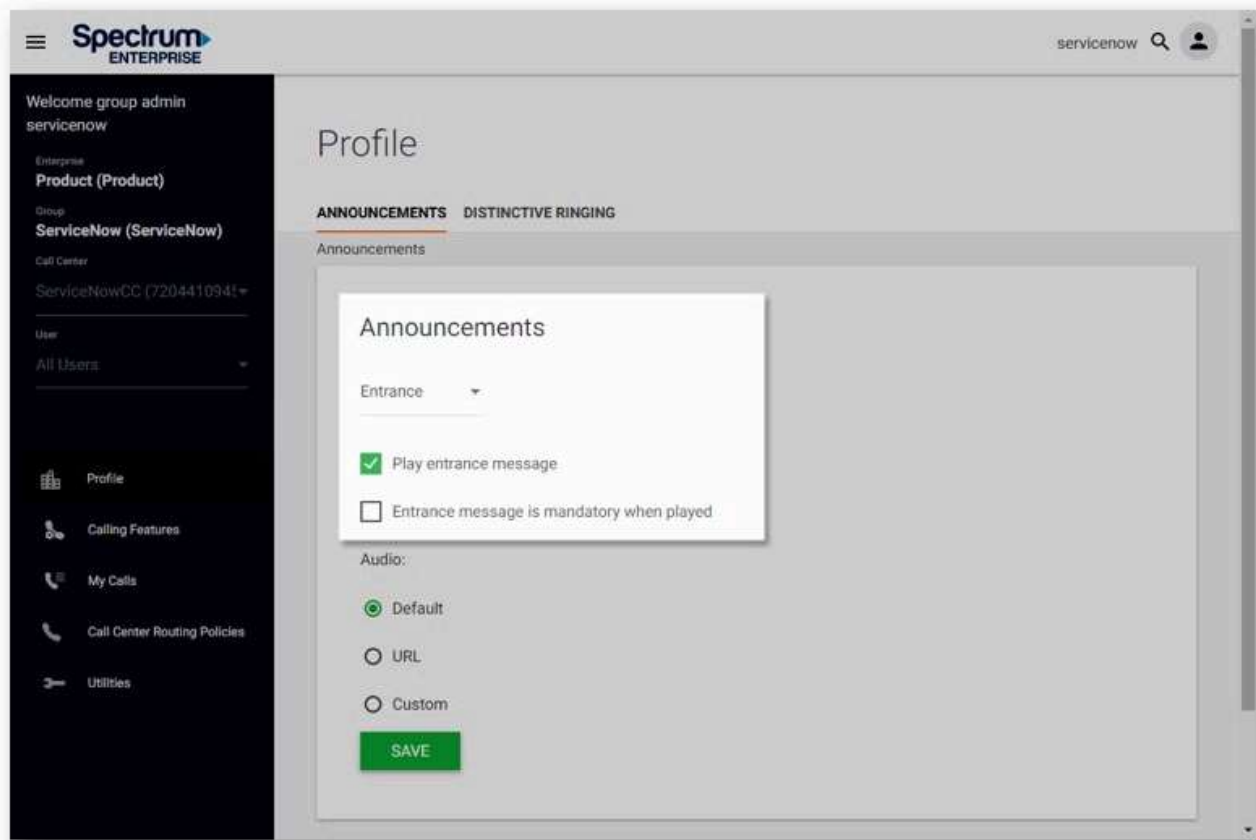 Spectrum
ENTERPRISE
servicenow
Welcome group admin
servicenow
Enterprise
Product (Product)
Group
ServiceNow (ServiceNow)
Call Center
ServiceNowCC (720441094
User
All Users
Profile
Calling Features
My Calls
Call Center Routing Policies
Utilities
Profile
ANNOUNCEMENTS DISTINCTIVE RINGING
Announcements
Announcements
Entrance
Play entrance message
Entrance message is mandatory when played
Audio:
Default
URL
Custom
SAVE